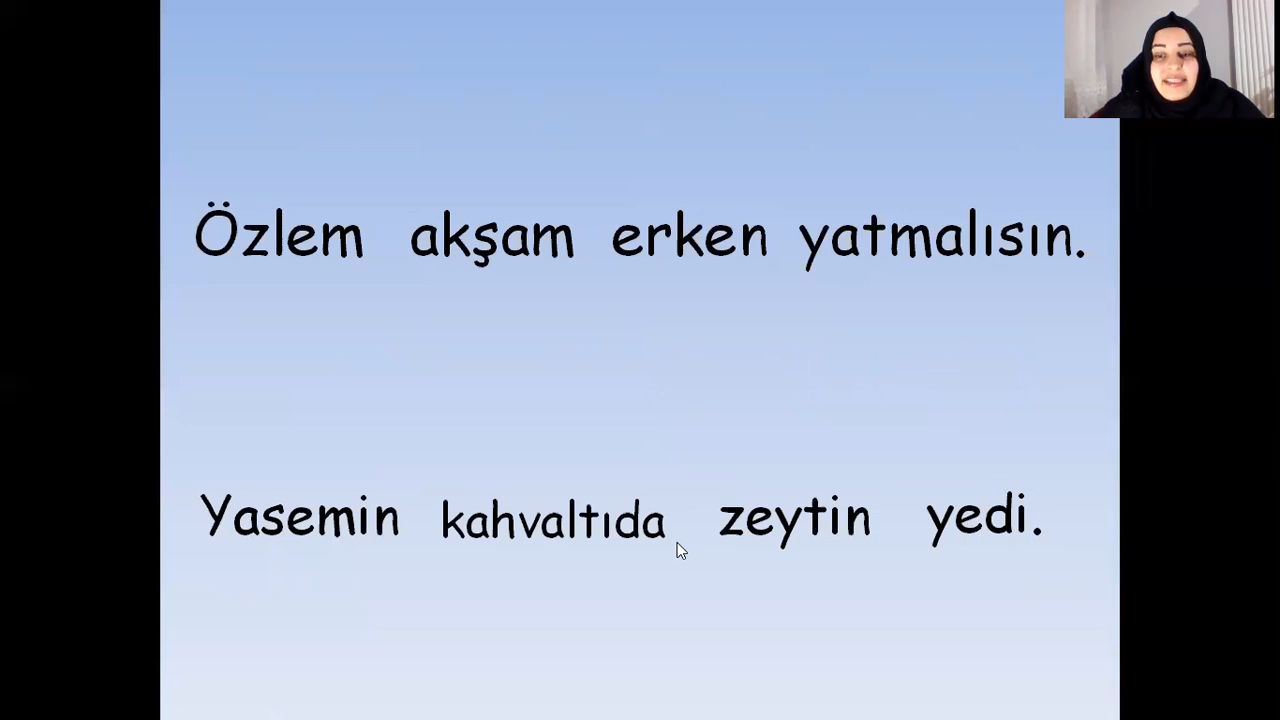 Özlem akşam erken yatmalısın.
Yasemin kahvaltıda zeytin yedi.